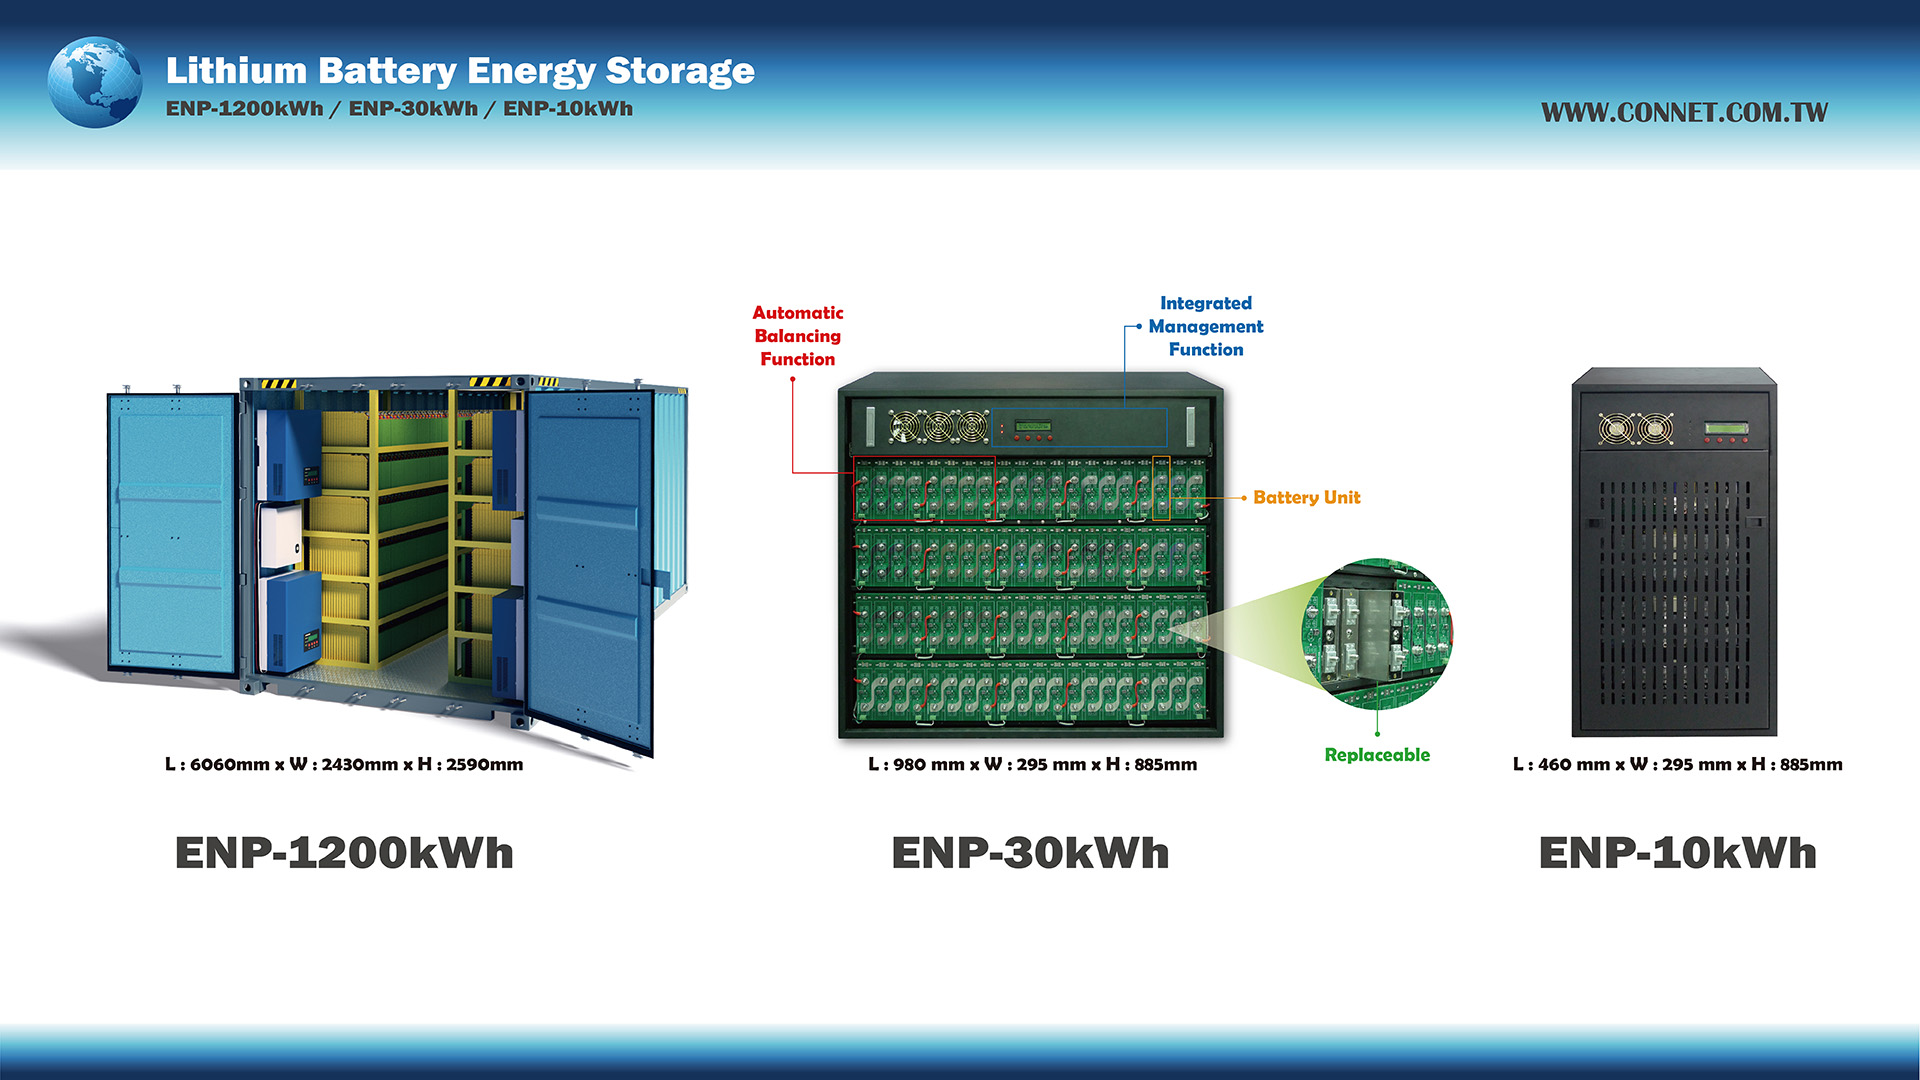 Lithium Battery Energy Storage
ENP-1200kWh / ENP-30kWh / ENP-10kWh
WWW.CONNET.COM.TW
Automatic
Balancing
Function
Integrated
Management
Function
Battery Unit
Replaceable
L : 6060mm x W : 2430mm x H : 2590mm
L : 980 mm x W : 295 mm x H : 885mm
L : 460 mm x W : 295 mm x H : 885mm
ENP-1200kWh
ENP-30kWh
ENP-10kWh